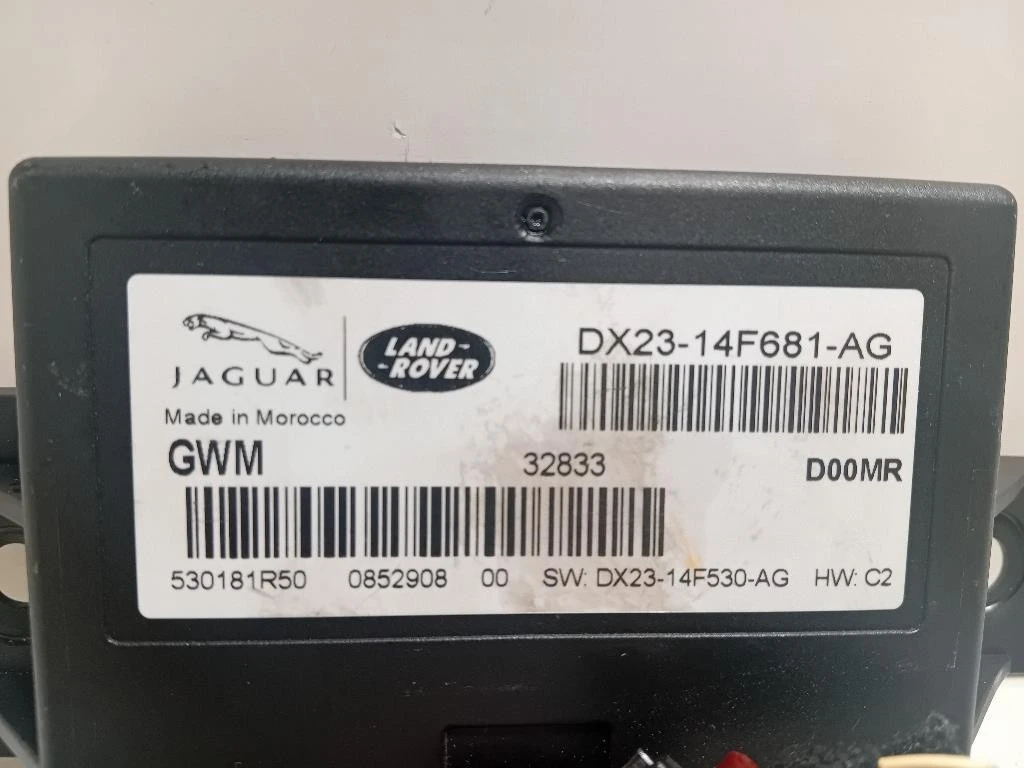 JAGUAR
LAND-
-ROVER
DX23-14F681-AG
Made in Morocco
GWM 32833 D00MR
530181R50 0852908 00 SW: DX23-14F530-AG HW: C2